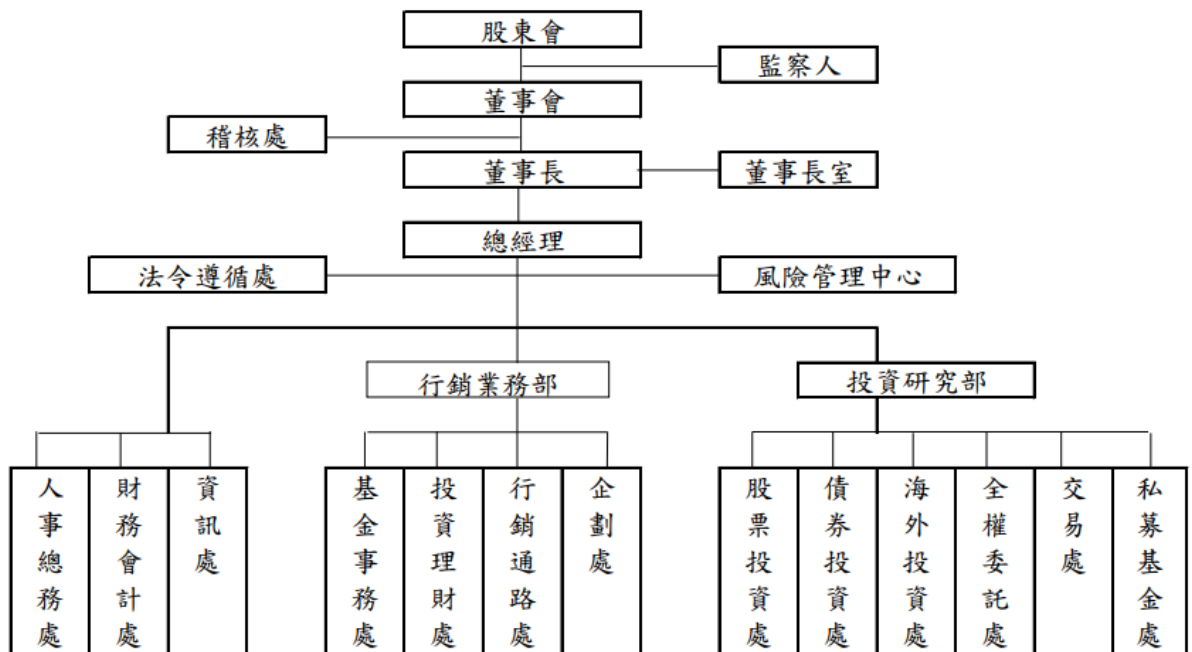 股東會
監察人
董事會
稽核處
董事長
董事長室
總經理
法令遵循處
風險管理中心
行銷業務部
投資研究部
人事總務處
財務會計處
資訊處
基金事務處
投資理財處
行銷通路處
企劃處
股票投資處
債券投資處
海外投資處
全權委託處
交易處
私募基金處